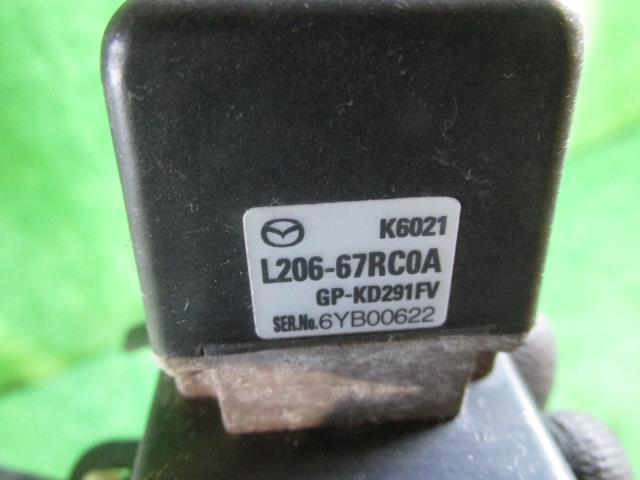 K6021
L206-67RC0A
GP-KD291FV
SER.No.6YB00622